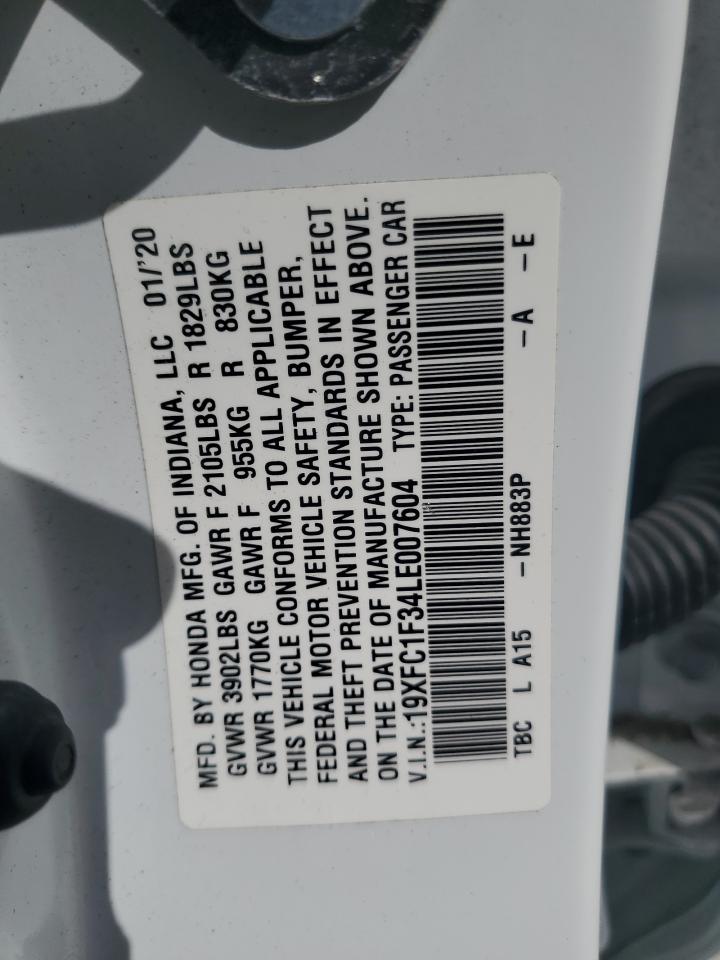 MFD. BY HONDA MFG. OF INDIANA, LLC 01/'20
GVWR 3902LBS GAWR F 2105LBS R 1829LBS
GVWR 1770KG GAWR F 955KG R 830KG
THIS VEHICLE CONFORMS TO ALL APPLICABLE
FEDERAL MOTOR VEHICLE SAFETY, BUMPER,
AND THEFT PREVENTION STANDARDS IN EFFECT
ON THE DATE OF MANUFACTURE SHOWN ABOVE.
V.I.N.:19XFC1F34LE007604 TYPE: PASSENGER CAR
TBC L A15 -NH883P -A -E